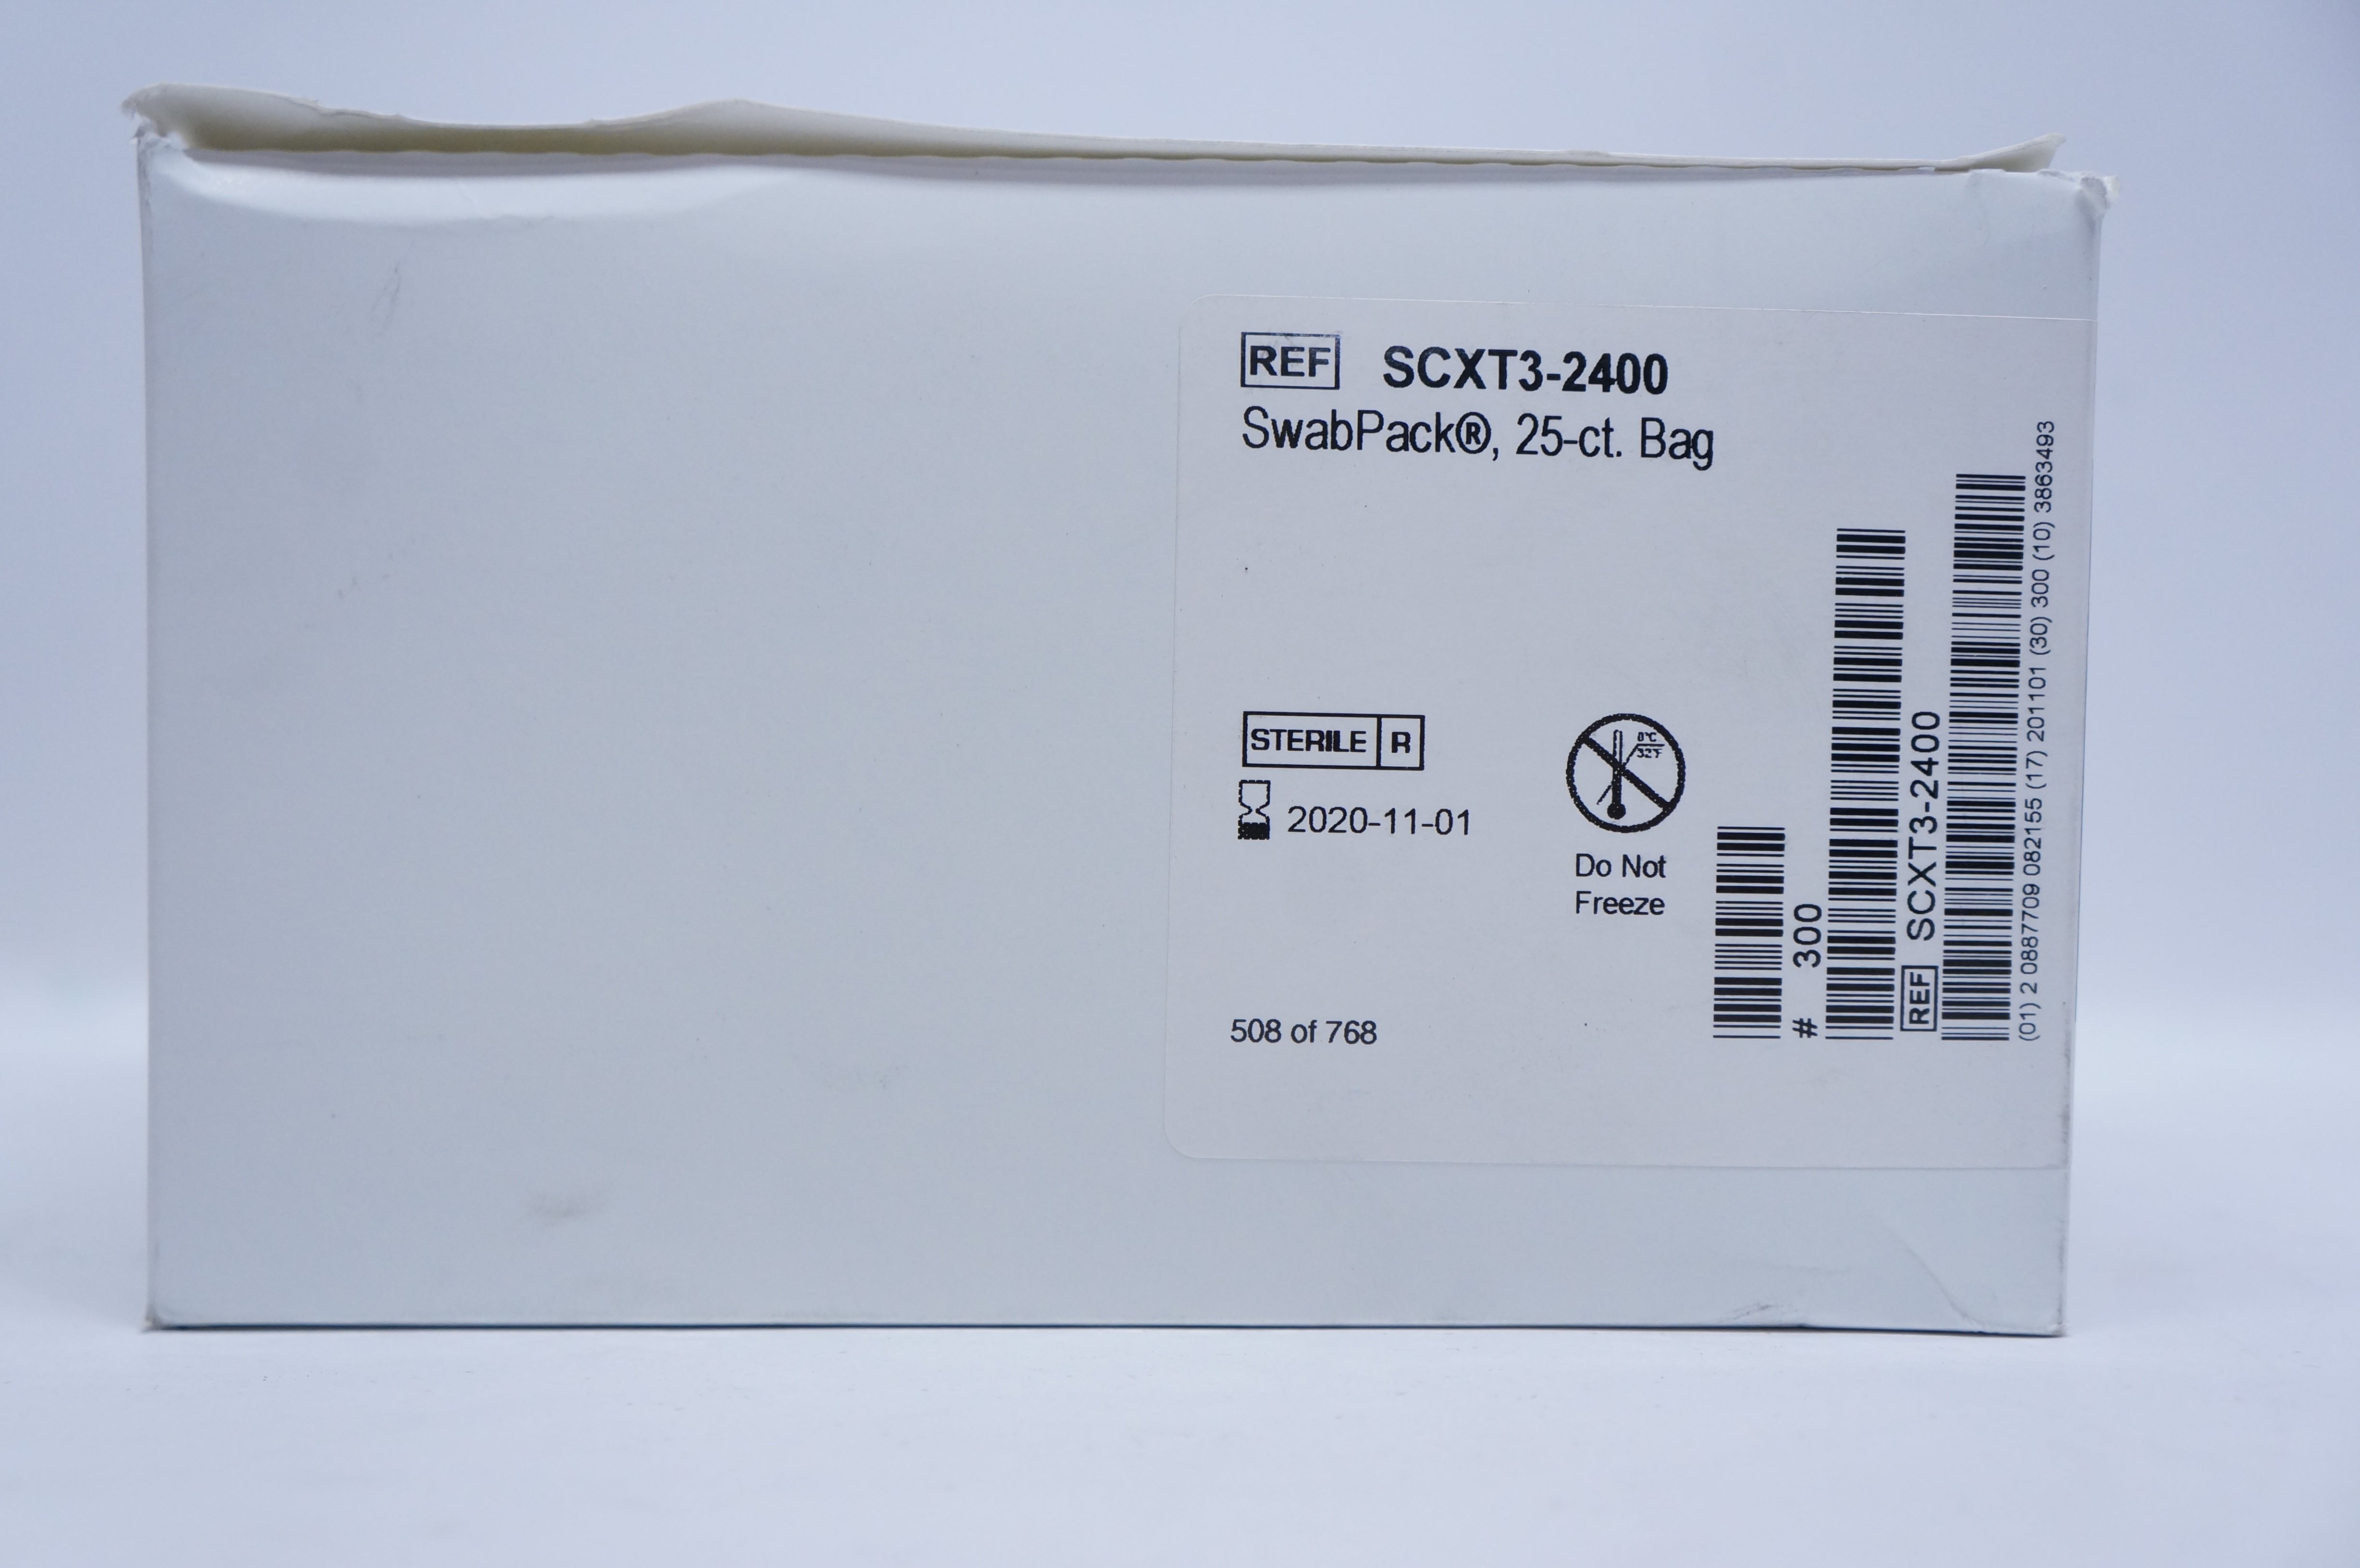 REF SCXT3-2400
SwabPack®, 25-ct. Bag
STERILE R
2020-11-01
0°C
32°F
Do Not
Freeze
508 of 768
# 300
REF SCXT3-2400
(01) 2 0887709 082155 (17) 201101 (30) 300 (10) 3863493